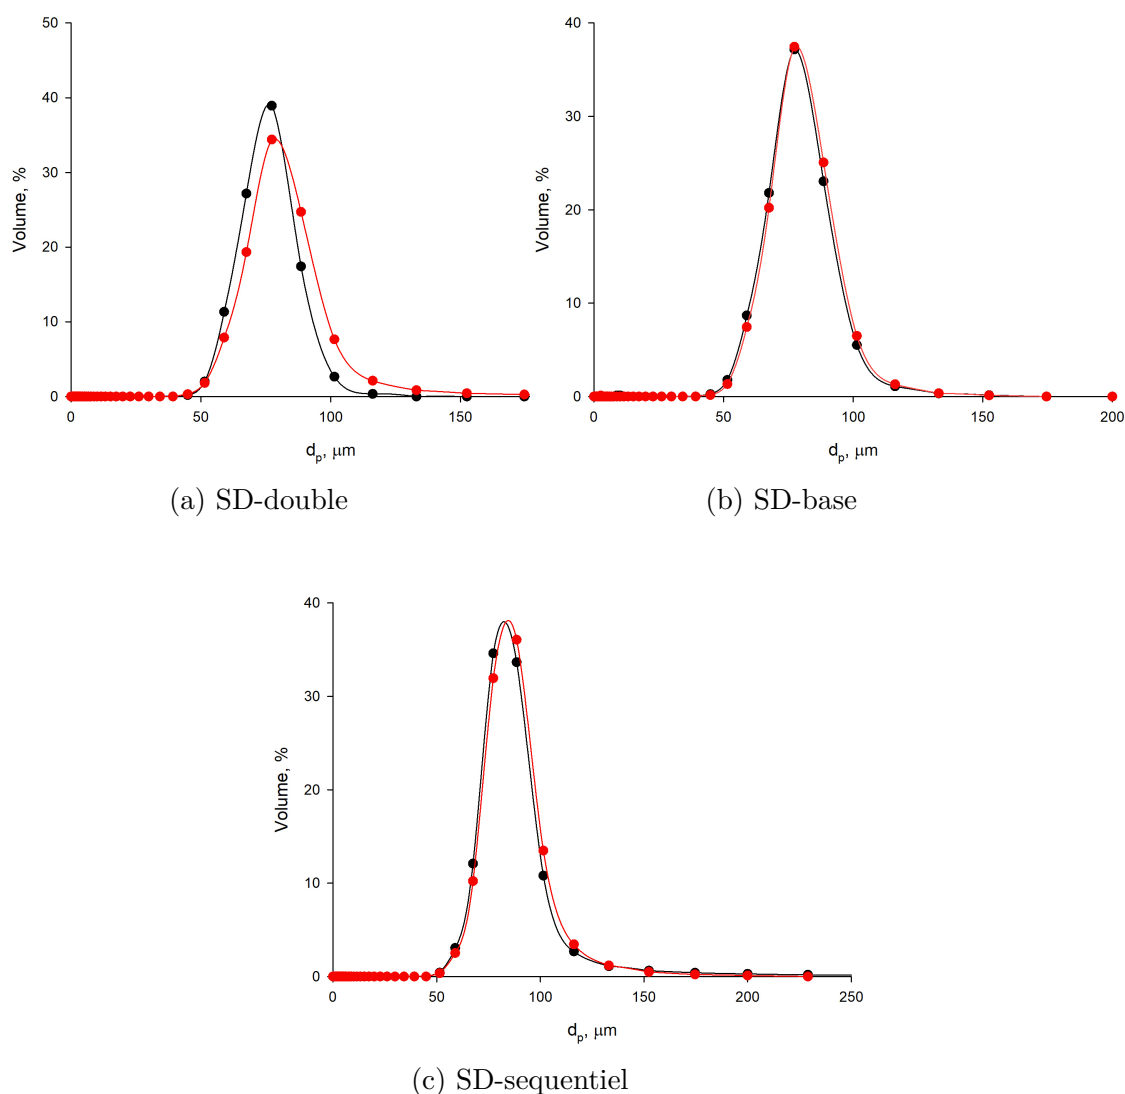 50
40
30
20
10
0
Volume, %
0 50 100 150
dp, μm
(a) SD-double
40
30
20
10
0
Volume, %
0 50 100 150 200
dp, μm
(b) SD-base
40
30
20
10
0
Volume, %
0 50 100 150 200 250
dp, μm
(c) SD-sequentiel